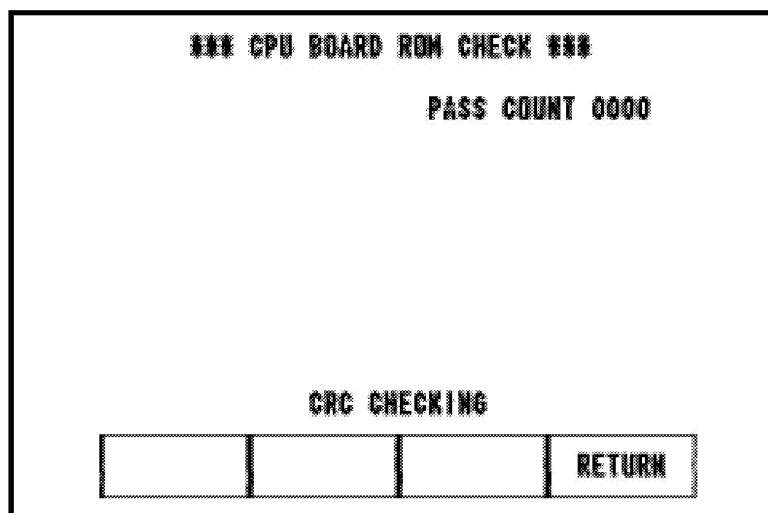 *** CPU BOARD ROM CHECK ***
PASS COUNT 0000
CRC CHECKING
RETURN